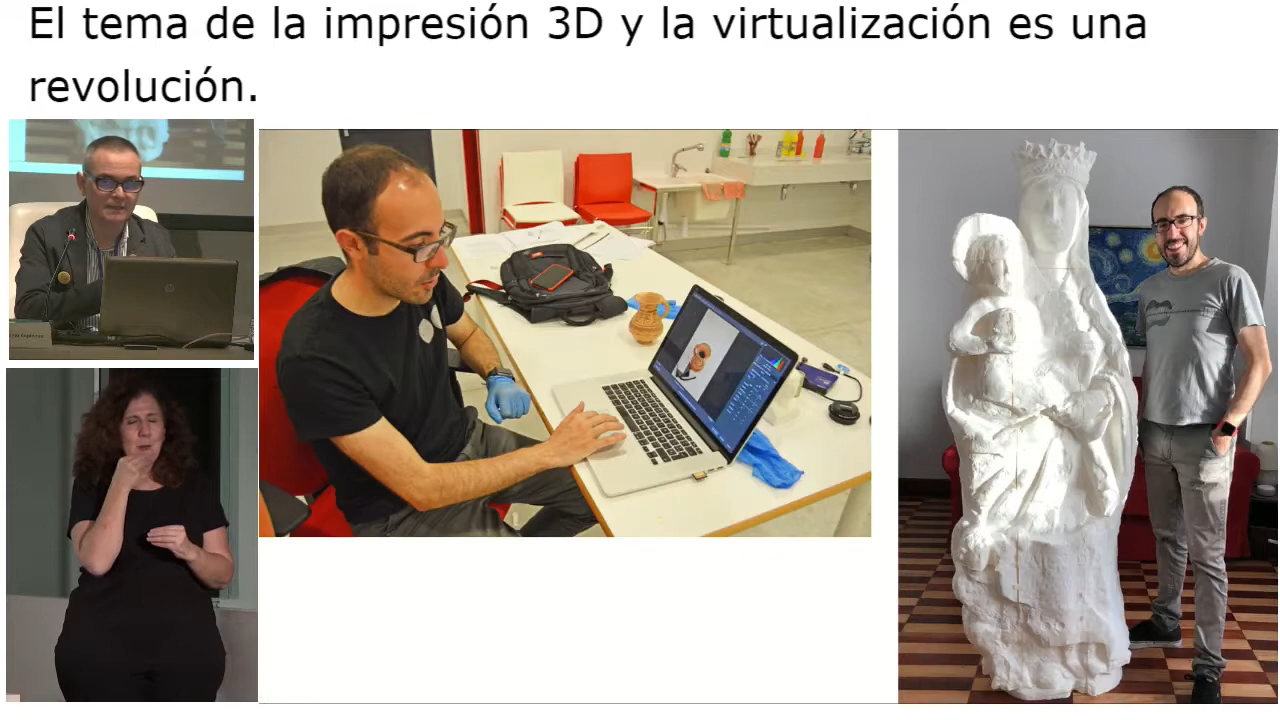 El tema de la impresión 3D y la virtualización es una
revolución.